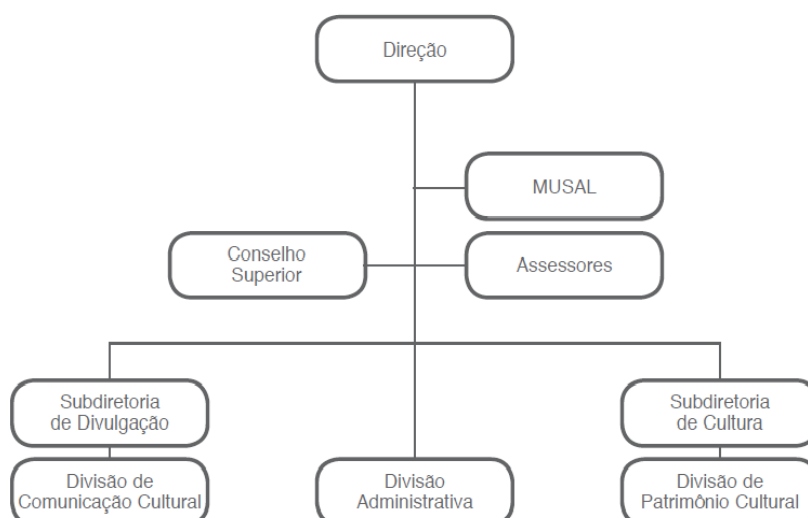 Direção
MUSAL
Conselho
Superior
Assessores
Subdiretoria
de Divulgação
Subdiretoria
de Cultura
Divisão de
Comunicação Cultural
Divisão
Administrativa
Divisão de
Patrimônio Cultural